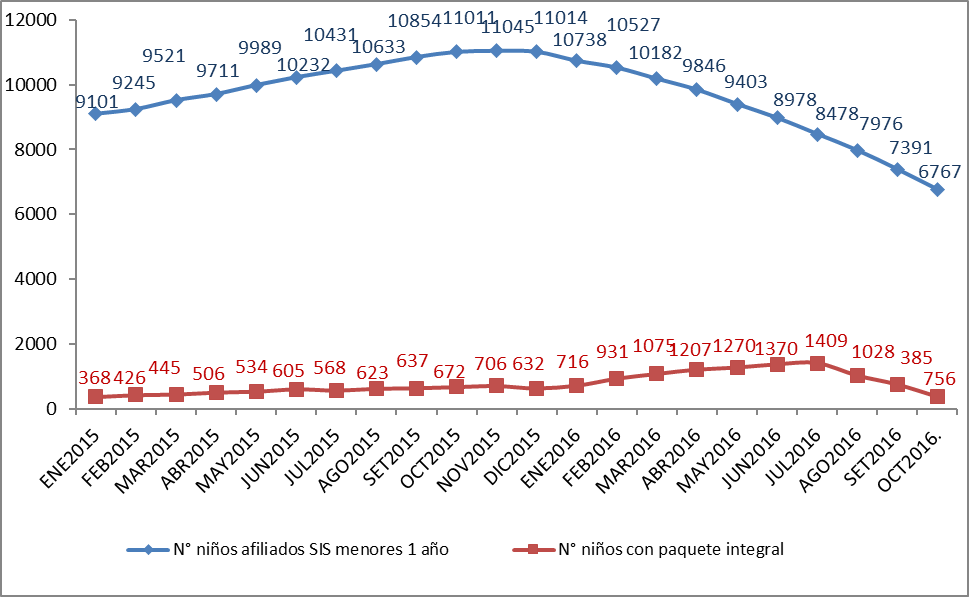 12000
10000
8000
6000
4000
2000
0
9101
9245
9521
9711
9989
10232
10431
10633
10854
11011
11045
11014
10738
10527
10182
9846
9403
8978
8478
7976
7391
6767
368
426
445
506
534
605
568
623
637
672
706
632
716
931
1075
1207
1270
1370
1409
1028
385
756
ENE2015
FEB2015
MAR2015
ABR2015
MAY2015
JUN2015
JUL2015
AGO2015
SET2015
OCT2015
NOV2015
DIC2015
ENE2016
FEB2016
MAR2016
ABR2016
MAY2016
JUN2016
JUL2016
AGO2016
SET2016
OCT2016.
N° niños afiliados SIS menores 1 año
N° niños con paquete integral